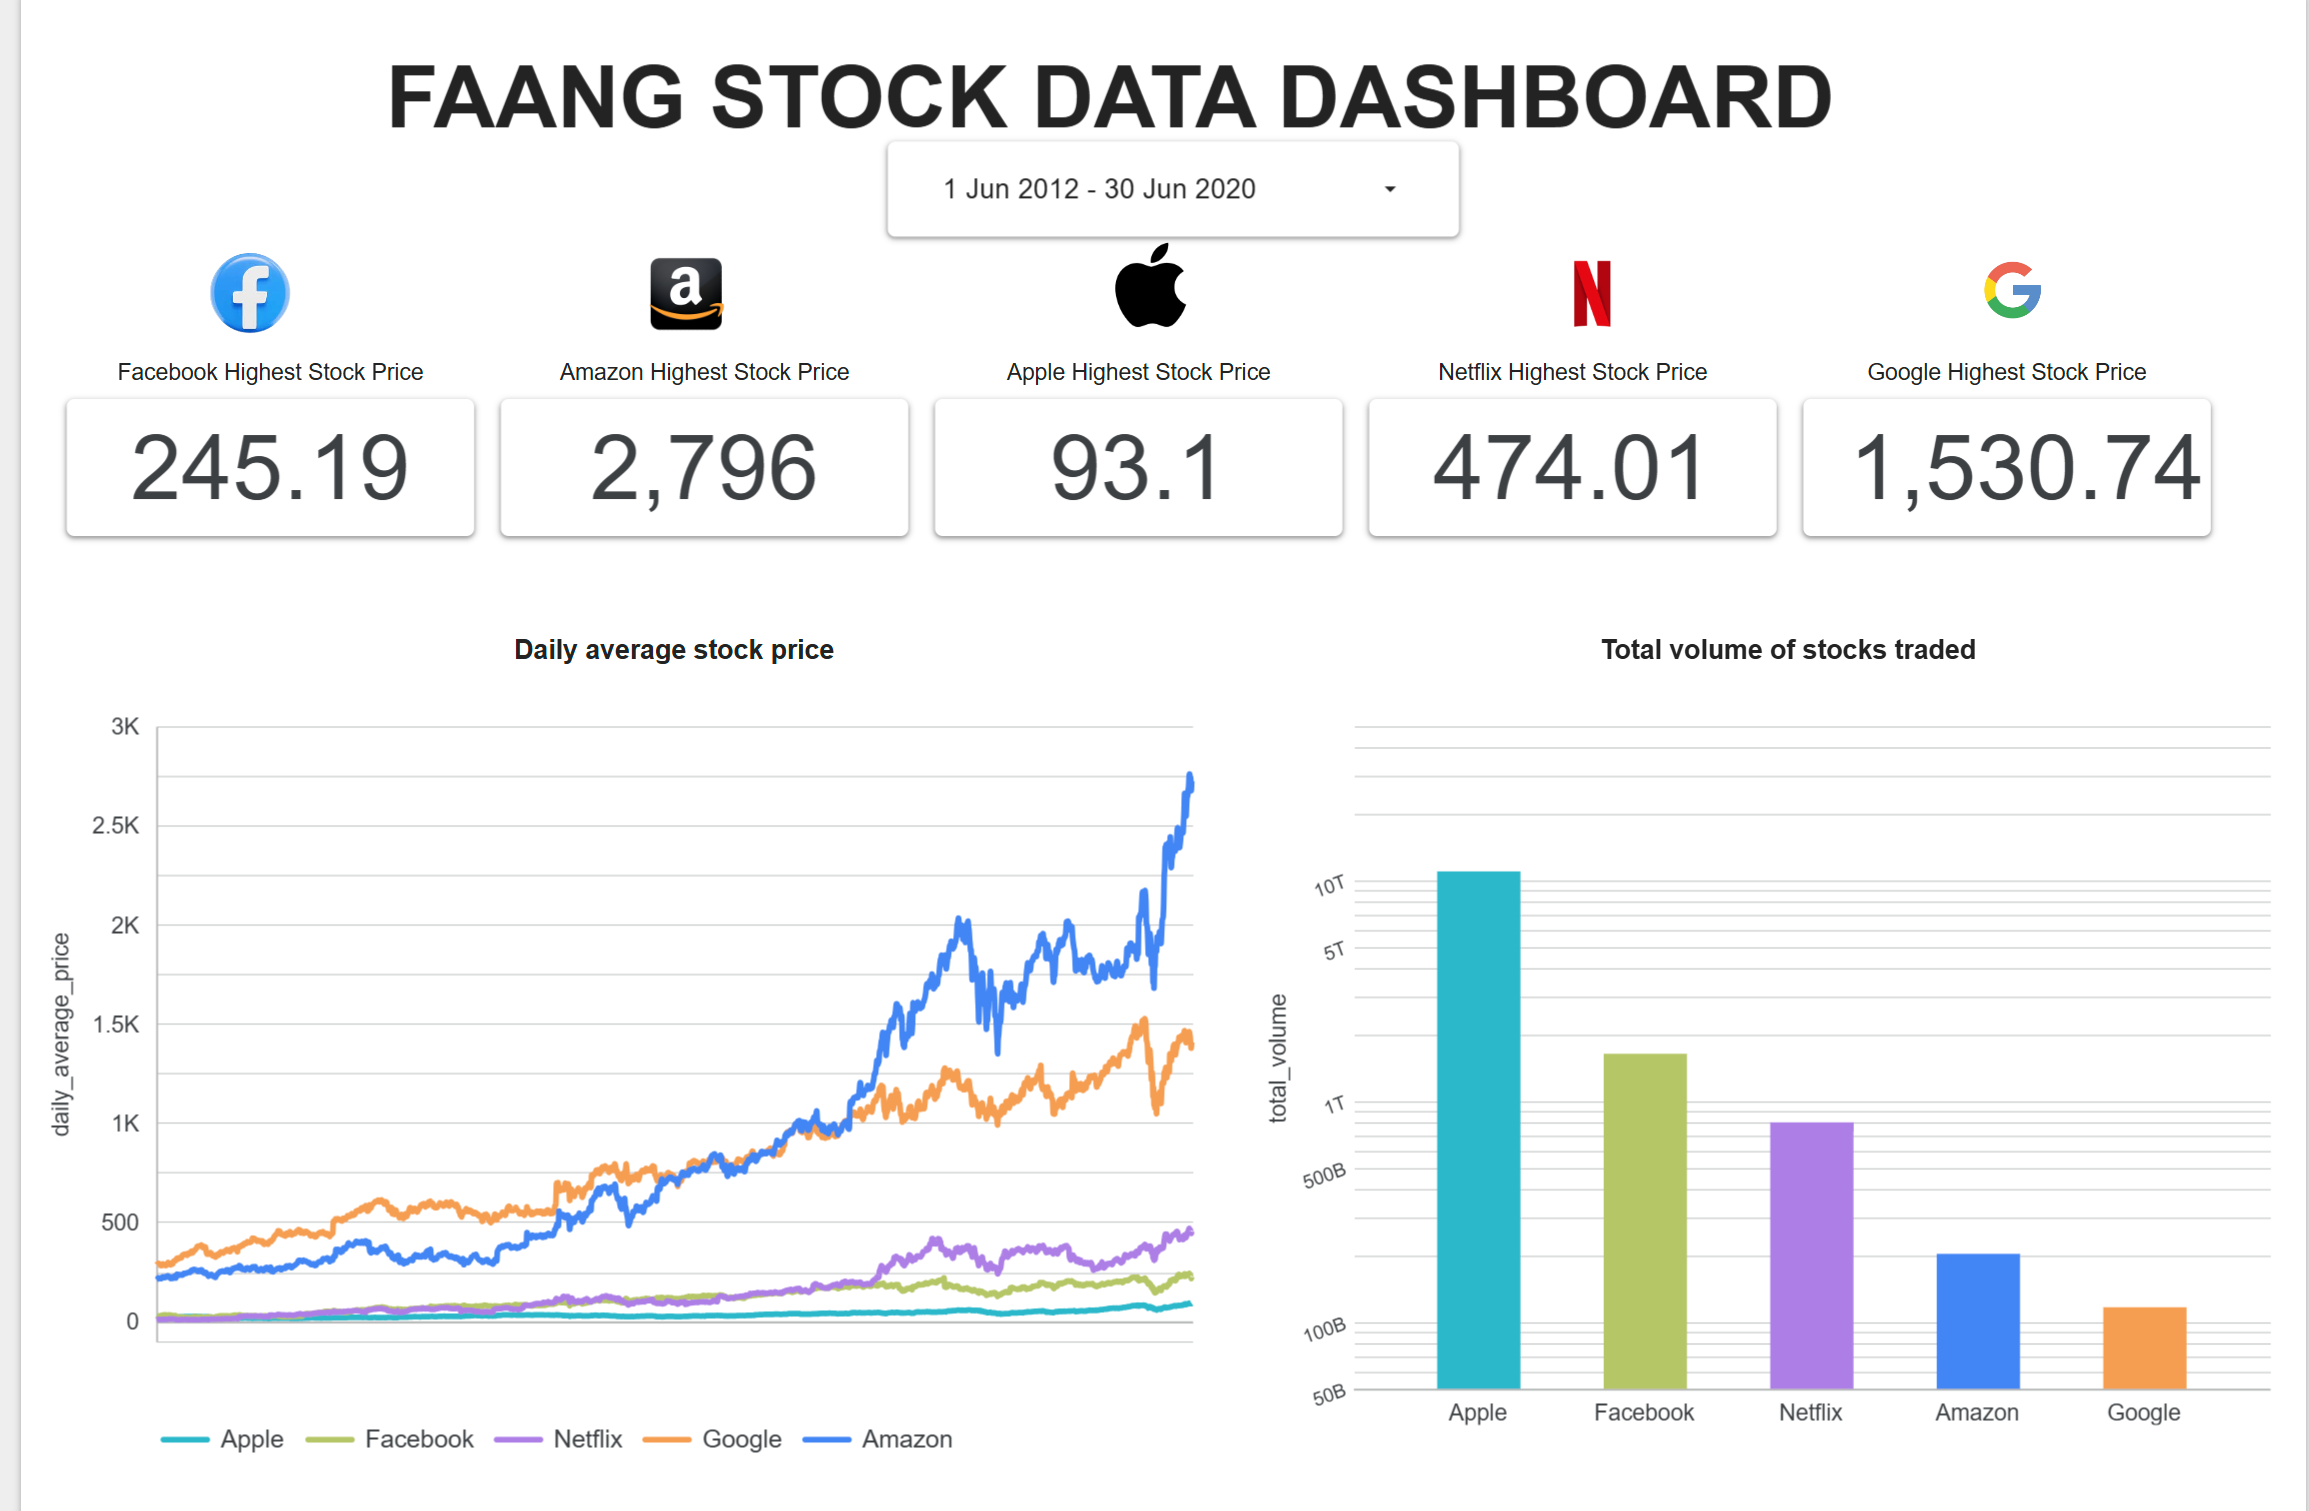 FAANG STOCK DATA DASHBOARD
1 Jun 2012 - 30 Jun 2020
Facebook Highest Stock Price
Amazon Highest Stock Price
Apple Highest Stock Price
Netflix Highest Stock Price
Google Highest Stock Price
245.19
2,796
93.1
474.01
1,530.74
Daily average stock price
daily_average_price
3K
2.5K
2K
1.5K
1K
500
0
Apple
Facebook
Netflix
Google
Amazon
Total volume of stocks traded
total_volume
10T
5T
1T
500B
100B
50B
Apple
Facebook
Netflix
Amazon
Google